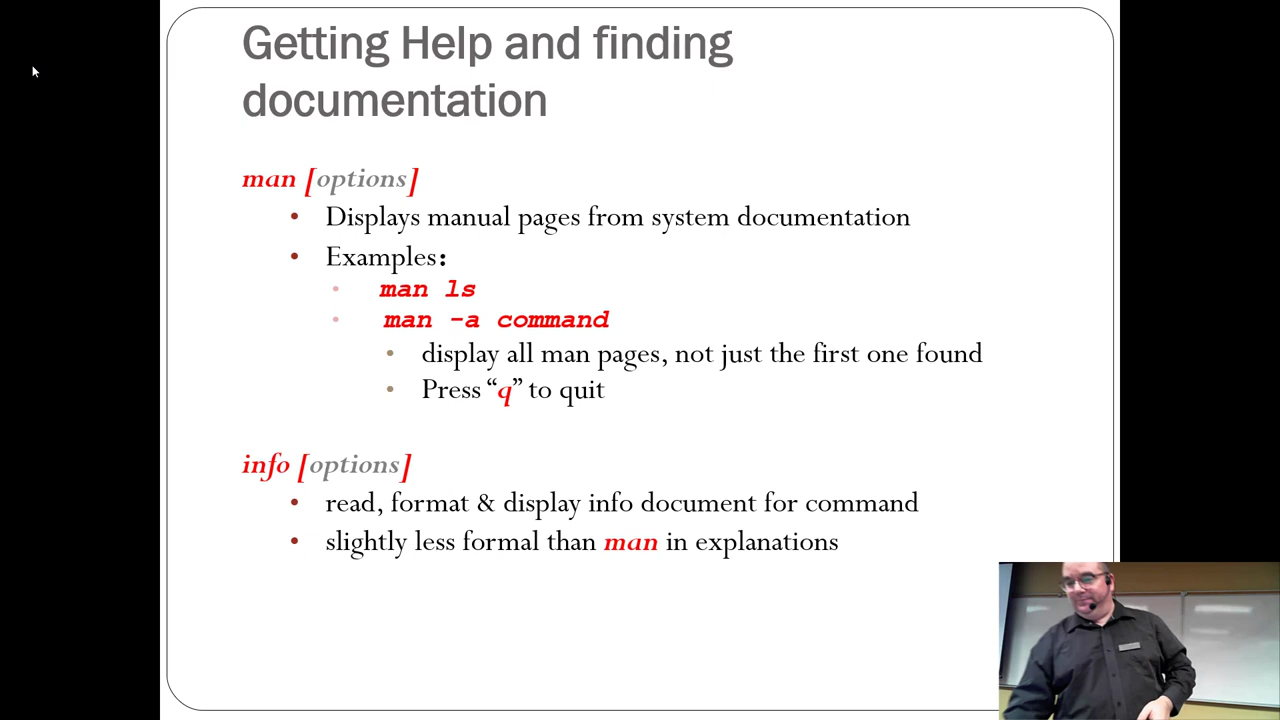 Getting Help and finding
documentation
man [options]
• Displays manual pages from system documentation
• Examples:
• man ls
• man -a command
• display all man pages, not just the first one found
• Press “q” to quit
info [options]
• read, format & display info document for command
• slightly less formal than man in explanations